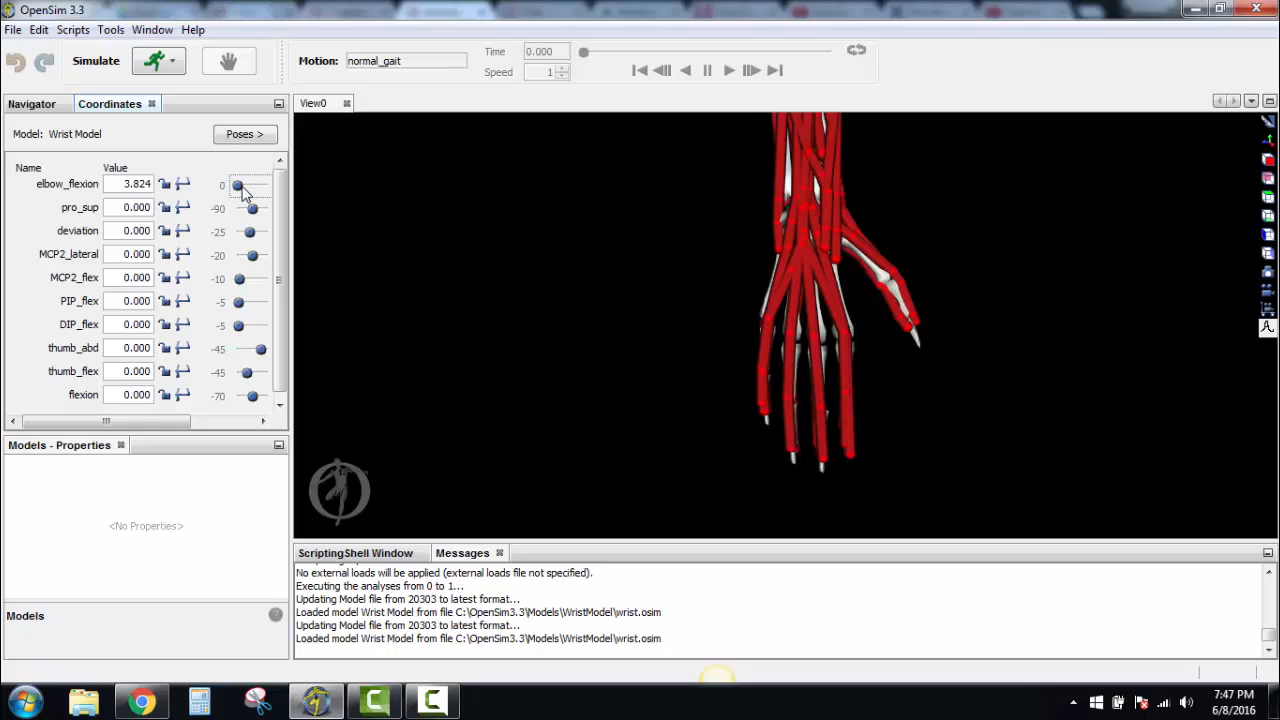 OpenSim 3.3
File Edit Scripts Tools Window Help
Simulate
Motion: normal_gait
Time 0.000
Speed 1
Navigator Coordinates
View0
Model: Wrist Model Poses >
Name Value
elbow_flexion 3.824 0
pro_sup 0.000 -90
deviation 0.000 -25
MCP2_lateral 0.000 -20
MCP2_flex 0.000 -10
PIP_flex 0.000 -5
DIP_flex 0.000 -5
thumb_abd 0.000 -45
thumb_flex 0.000 -45
flexion 0.000 -70
Models - Properties
<No Properties>
Models
ScriptingShell Window Messages
No external loads will be applied (external loads file not specified).
Executing the analyses from 0 to 1...
Updating Model file from 20303 to latest format...
Loaded model Wrist Model from file C:\OpenSim3.3\Models\WristModel\wrist.osim
Updating Model file from 20303 to latest format...
Loaded model Wrist Model from file C:\OpenSim3.3\Models\WristModel\wrist.osim
7:47 PM
6/8/2016